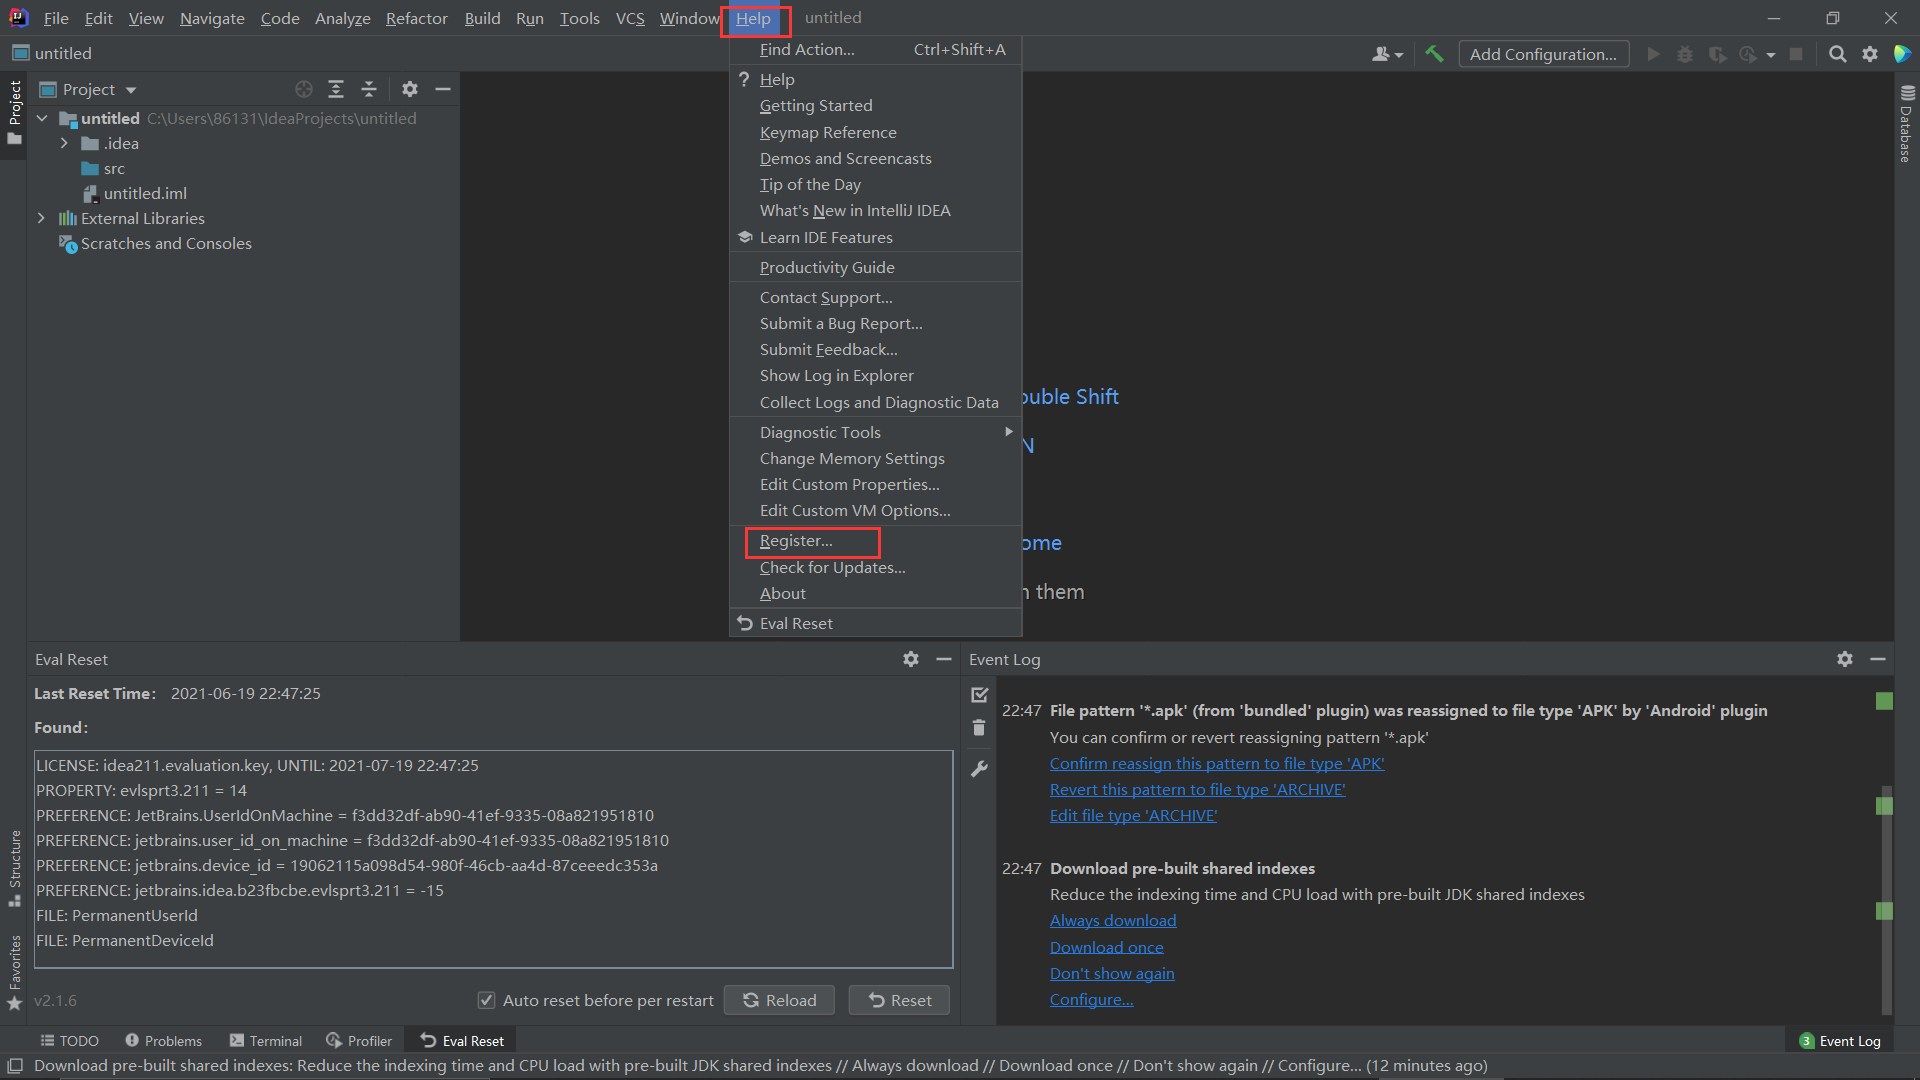 File Edit View Navigate Code Analyze Refactor Build Run Tools VCS Window Help untitled
untitled
Add Configuration...
Project
Project
untitled C:\Users\86131\IdeaProjects\untitled
.idea
src
untitled.iml
External Libraries
Scratches and Consoles
Find Action... Ctrl+Shift+A
? Help
Getting Started
Keymap Reference
Demos and Screencasts
Tip of the Day
What's New in IntelliJ IDEA
Learn IDE Features
Productivity Guide
Contact Support...
Submit a Bug Report...
Submit Feedback...
Show Log in Explorer
Collect Logs and Diagnostic Data
Diagnostic Tools
Change Memory Settings
Edit Custom Properties...
Edit Custom VM Options...
Register...
Check for Updates...
About
Eval Reset
ouble Shift
N
ome
n them
Database
Eval Reset
Last Reset Time: 2021-06-19 22:47:25
Found:
LICENSE: idea211.evaluation.key, UNTIL: 2021-07-19 22:47:25
PROPERTY: evlsprt3.211 = 14
PREFERENCE: JetBrains.UserIdOnMachine = f3dd32df-ab90-41ef-9335-08a821951810
PREFERENCE: jetbrains.user_id_on_machine = f3dd32df-ab90-41ef-9335-08a821951810
PREFERENCE: jetbrains.device_id = 19062115a098d54-980f-46cb-aa4d-87ceeedc353a
PREFERENCE: jetbrains.idea.b23fbcbe.evlsprt3.211 = -15
FILE: PermanentUserId
FILE: PermanentDeviceId
v2.1.6
Auto reset before per restart Reload Reset
Structure
Favorites
Event Log
22:47 File pattern '*.apk' (from 'bundled' plugin) was reassigned to file type 'APK' by 'Android' plugin
You can confirm or revert reassigning pattern '*.apk'
Confirm reassign this pattern to file type 'APK'
Revert this pattern to file type 'ARCHIVE'
Edit file type 'ARCHIVE'
22:47 Download pre-built shared indexes
Reduce the indexing time and CPU load with pre-built JDK shared indexes
Always download
Download once
Don't show again
Configure...
TODO Problems Terminal Profiler Eval Reset
3 Event Log
Download pre-built shared indexes: Reduce the indexing time and CPU load with pre-built JDK shared indexes // Always download // Download once // Don't show again // Configure... (12 minutes ago)